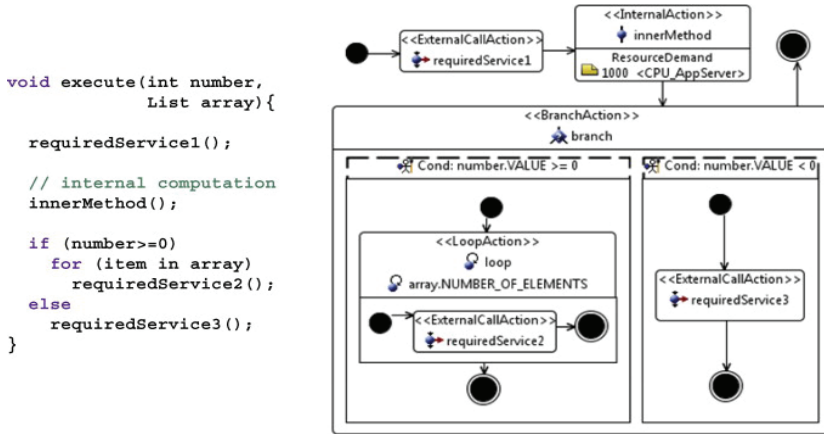 void execute(int number,
List array){
requiredService1();
// internal computation
innerMethod();
if (number>=0)
for (item in array)
requiredService2();
else
requiredService3();
}
<<ExternalCallAction>>
requiredService1
<<InternalAction>>
innerMethod
ResourceDemand
1000 <CPU_AppServer>
<<BranchAction>>
branch
Cond: number.VALUE >= 0
<<LoopAction>>
loop
array.NUMBER_OF_ELEMENTS
<<ExternalCallAction>>
requiredService2
Cond: number.VALUE < 0
<<ExternalCallAction>>
requiredService3